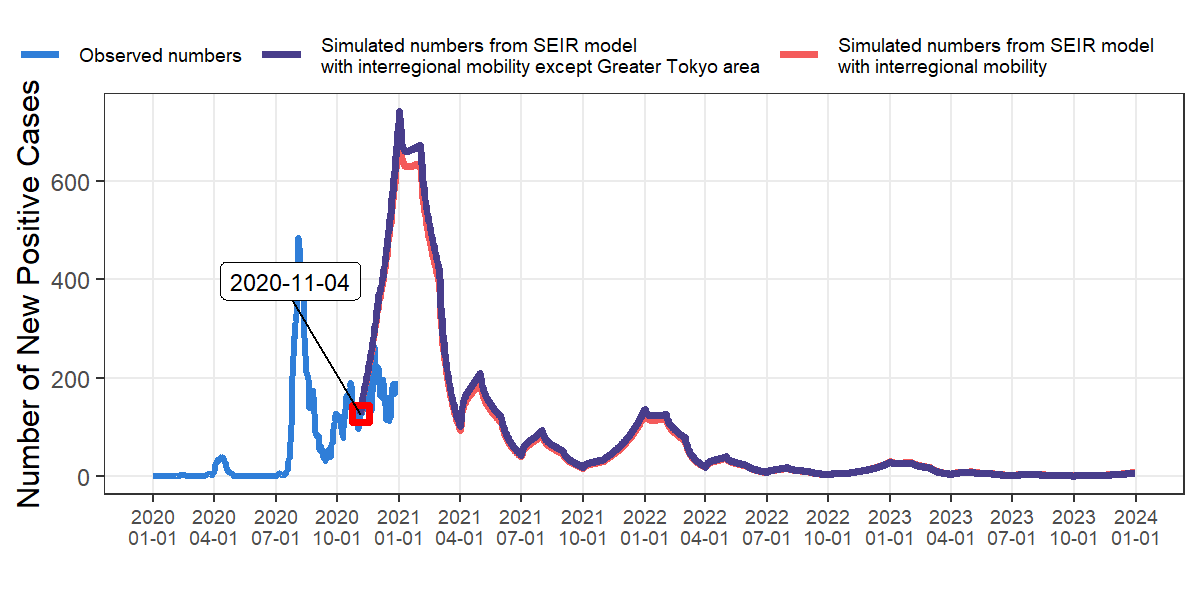 Observed numbers
Simulated numbers from SEIR model
with interregional mobility except Greater Tokyo area
Simulated numbers from SEIR model
with interregional mobility
Number of New Positive Cases
600
400
200
0
2020-11-04
2020 2020 2020 2020 2021 2021 2021 2021 2022 2022 2022 2022 2023 2023 2023 2023 2024
01-01 04-01 07-01 10-01 01-01 04-01 07-01 10-01 01-01 04-01 07-01 10-01 01-01 04-01 07-01 10-01 01-01